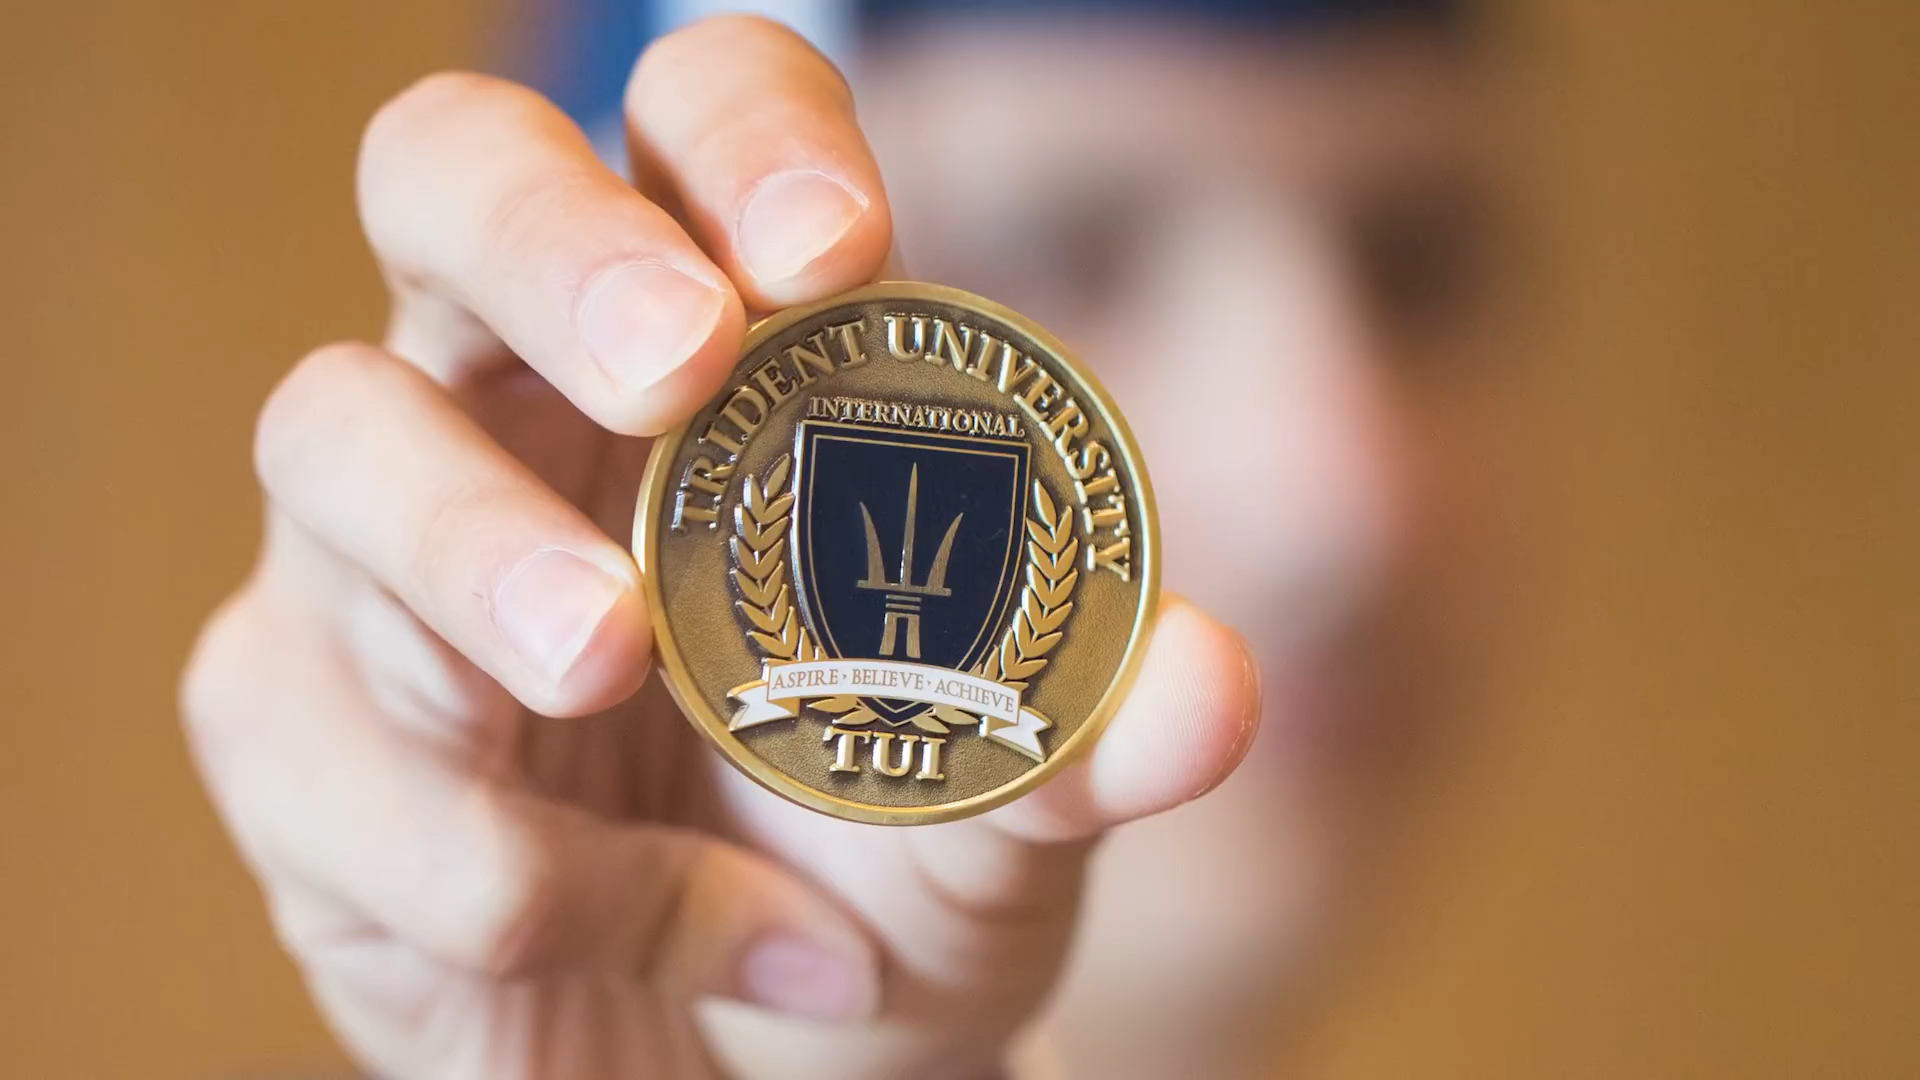 TRIDENT UNIVERSITY
INTERNATIONAL
ASPIRE · BELIEVE · ACHIEVE
TUI